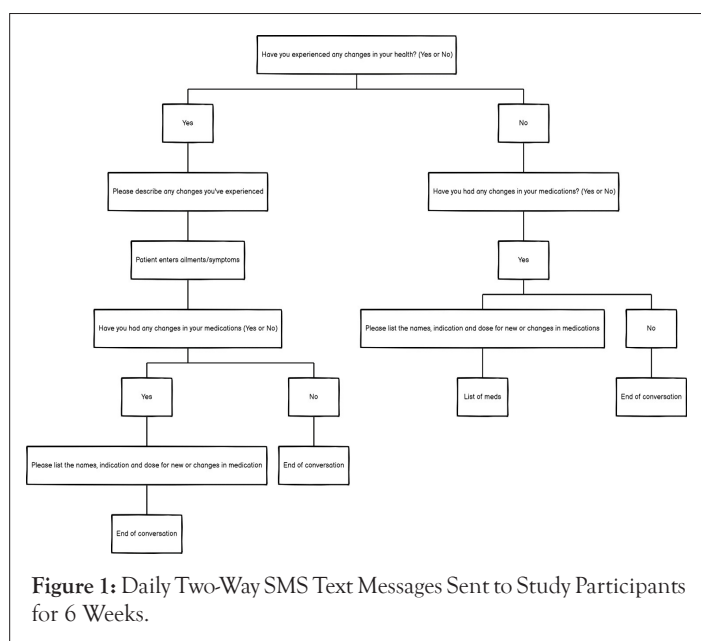 Have you experienced any changes in your health? (Yes or No)
Yes
No
Please describe any changes you've experienced
Have you had any changes in your medications? (Yes or No)
Patient enters ailments/symptoms
Yes
Have you had any changes in your medications (Yes or No)
Please list the names, indication and dose for new or changes in medications
No
Yes
No
List of meds
End of conversation
Please list the names, indication and dose for new or changes in medication
End of conversation
End of conversation
Figure 1: Daily Two-Way SMS Text Messages Sent to Study Participants
for 6 Weeks.